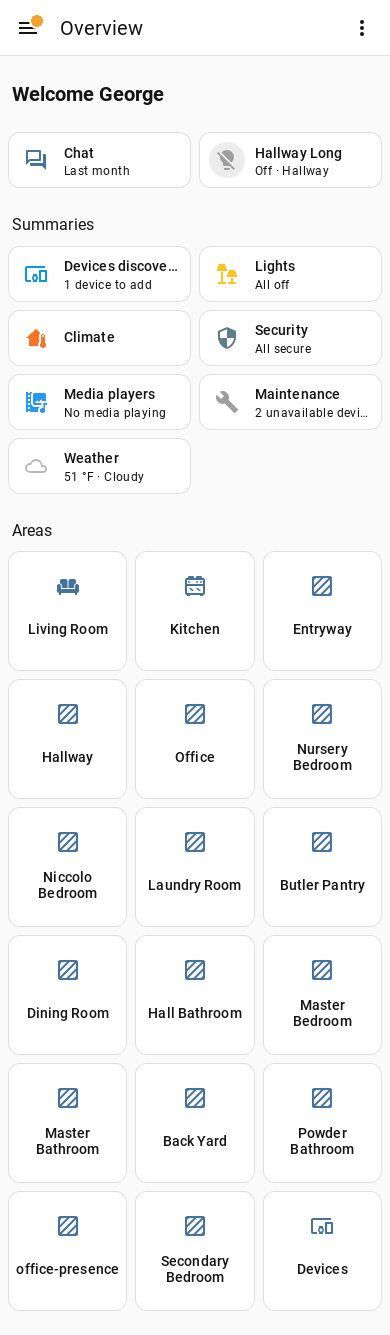 Overview
Welcome George
Chat
Last month
Hallway Long
Off · Hallway
Summaries
Devices discove...
1 device to add
Lights
All off
Climate
Security
All secure
Media players
No media playing
Maintenance
2 unavailable devi...
Weather
51 °F · Cloudy
Areas
Living Room
Kitchen
Entryway
Hallway
Office
Nursery
Bedroom
Niccolo
Bedroom
Laundry Room
Butler Pantry
Dining Room
Hall Bathroom
Master
Bedroom
Master
Bathroom
Back Yard
Powder
Bathroom
office-presence
Secondary
Bedroom
Devices